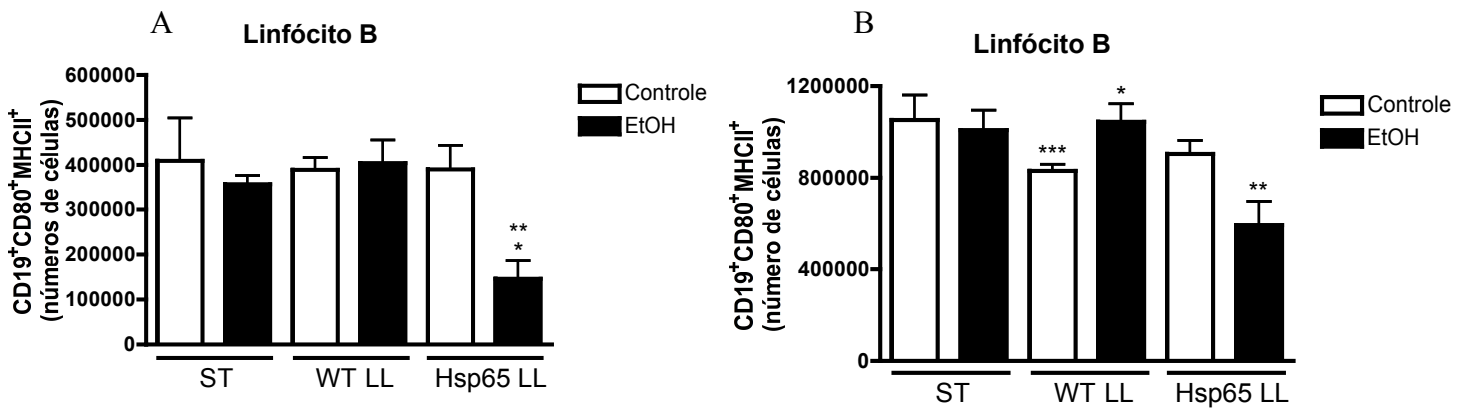 A
Linfócito B
CD19+CD80+MHCII+
(números de células)
600000
500000
400000
300000
200000
100000
0
**
*
ST
WT LL
Hsp65 LL
Controle
EtOH
B
Linfócito B
CD19+CD80+MHCII+
(número de células)
1200000
800000
400000
0
***
*
**
ST
WT LL
Hsp65 LL
Controle
EtOH